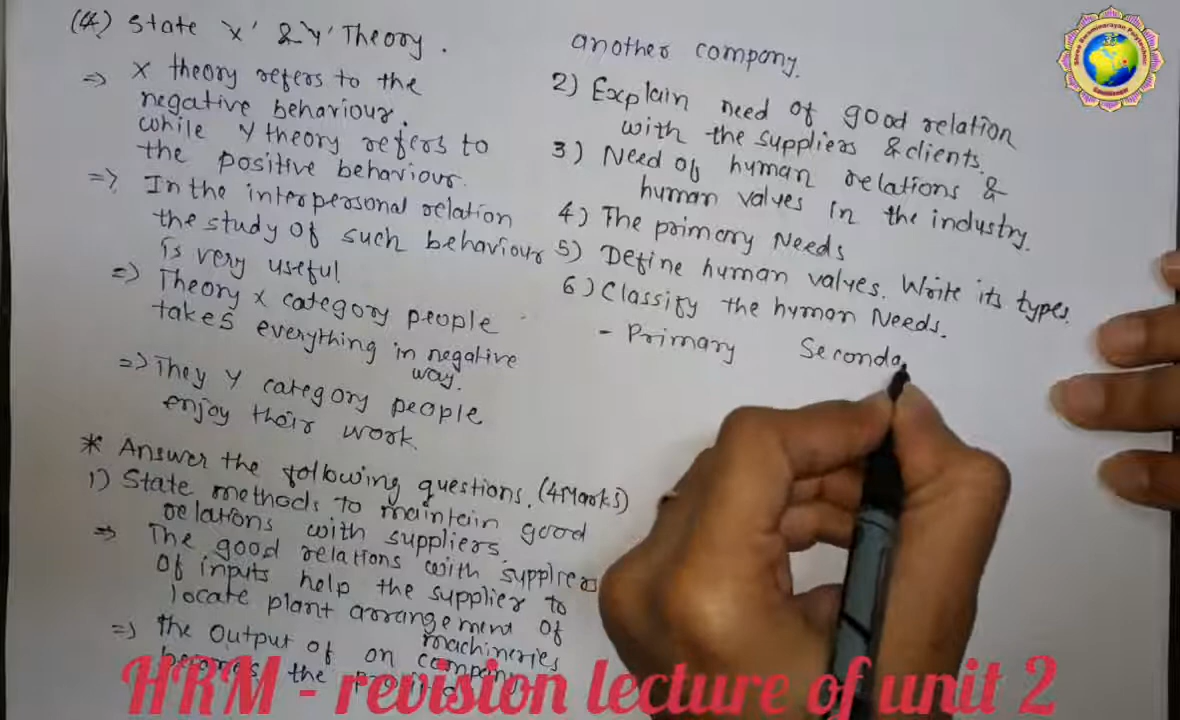 (4) State 'X' & 'Y' Theory.
=> X theory refers to the
negative behaviour.
while Y theory refers to
the positive behaviour.
=> In the interpersonal relation
the study of such behaviour
is very useful
=> Theory X category people
takes everything in negative
way.
=> They Y category people
enjoy their work
* Answer the following questions. (4 Marks)
1) State methods to maintain good
relations with suppliers.
=> The good relations with suppliers
of inputs help the supplier to
locate plant arrangement of
machineries
=> the output of on company
the
another company.
2) Explain need of good relation
with the suppliers & clients.
3) Need of human relations &
human values in the industry.
4) The primary Needs
5) Define human values. Write its types.
6) Classify the human Needs.
- Primary Seconda
Shree Swaminarayan Polytechnic
HRM - revision lecture of unit 2